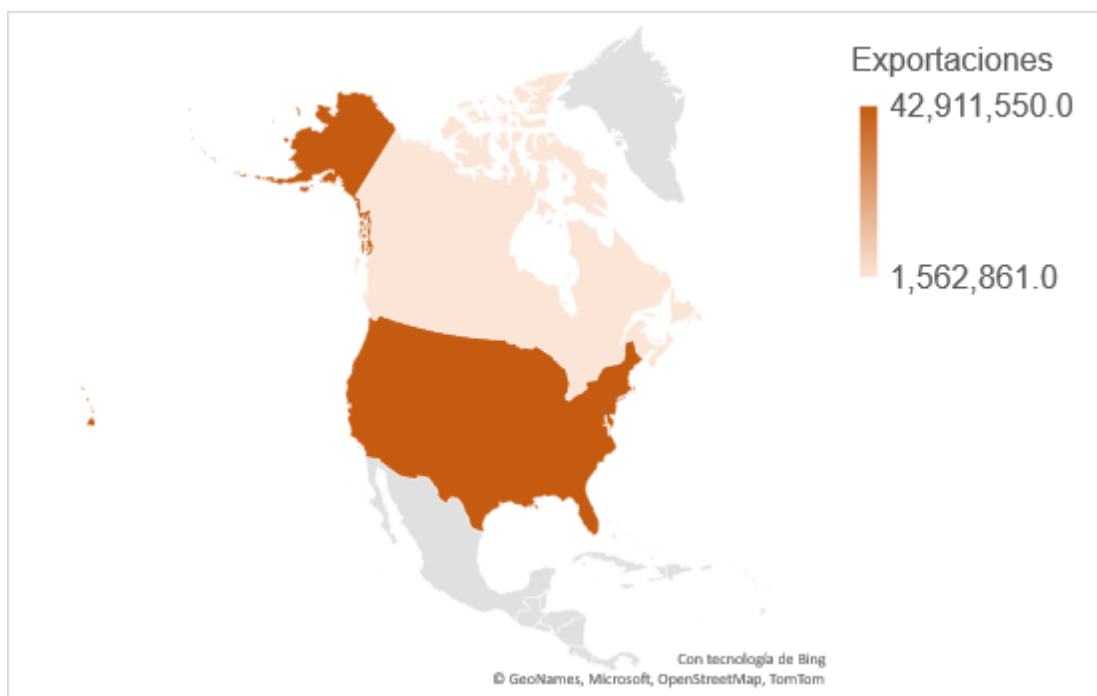 Exportaciones
42,911,550.0
1,562,861.0
Con tecnología de Bing
© GeoNames, Microsoft, OpenStreetMap, TomTom